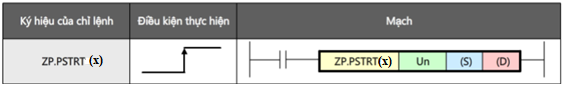 Ký hiệu của chỉ lệnh Điều kiện thực hiện Mạch
ZP.PSTRT (x) ZP.PSTRT(x) Un (S) (D)